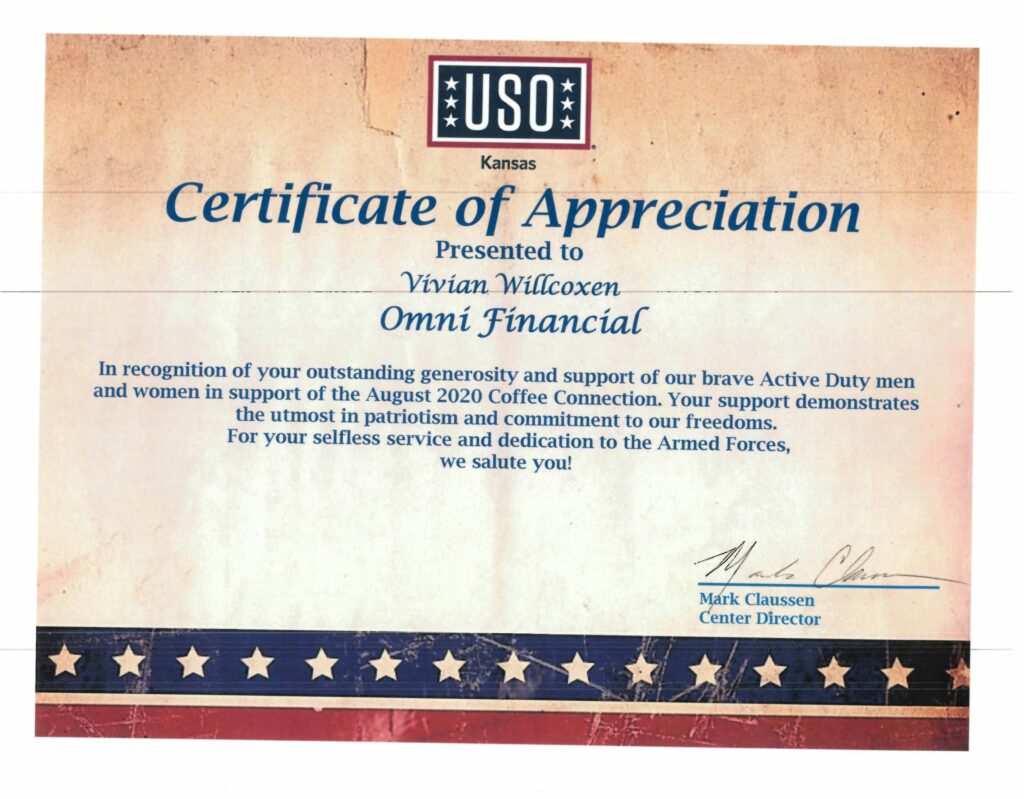 USO
Kansas
Certificate of Appreciation
Presented to
Vivian Willcoxen
Omni Financial
In recognition of your outstanding generosity and support of our brave Active Duty men
and women in support of the August 2020 Coffee Connection. Your support demonstrates
the utmost in patriotism and commitment to our freedoms.
For your selfless service and dedication to the Armed Forces,
we salute you!
Mark Claussen
Mark Claussen
Center Director